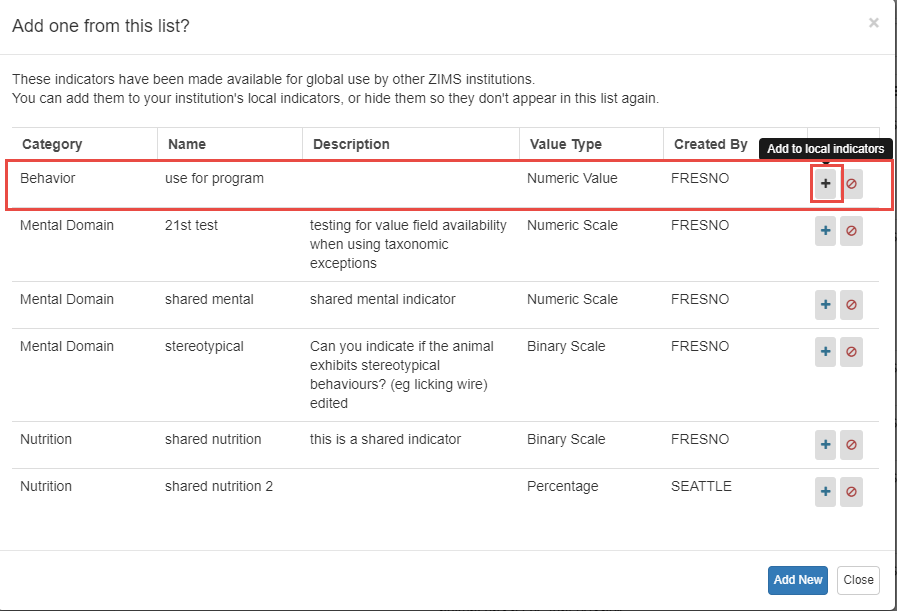 Add one from this list?
×
These indicators have been made available for global use by other ZIMS institutions.
You can add them to your institution's local indicators, or hide them so they don't appear in this list again.
Category Name Description Value Type Created By
Add to local indicators
Behavior use for program Numeric Value FRESNO
Mental Domain 21st test testing for value field availability Numeric Scale FRESNO
when using taxonomic
exceptions
Mental Domain shared mental shared mental indicator Numeric Scale FRESNO
Mental Domain stereotypical Can you indicate if the animal Binary Scale FRESNO
exhibits stereotypical
behaviours? (eg licking wire)
edited
Nutrition shared nutrition this is a shared indicator Binary Scale FRESNO
Nutrition shared nutrition 2 Percentage SEATTLE
Add New Close